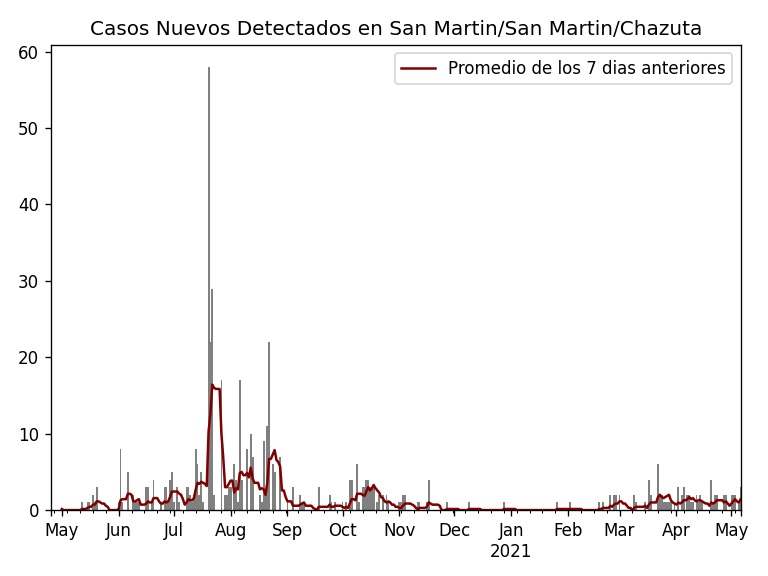 Casos Nuevos Detectados en San Martin/San Martin/Chazuta
Promedio de los 7 dias anteriores
60
50
40
30
20
10
0
May Jun Jul Aug Sep Oct Nov Dec Jan Feb Mar Apr May
2021